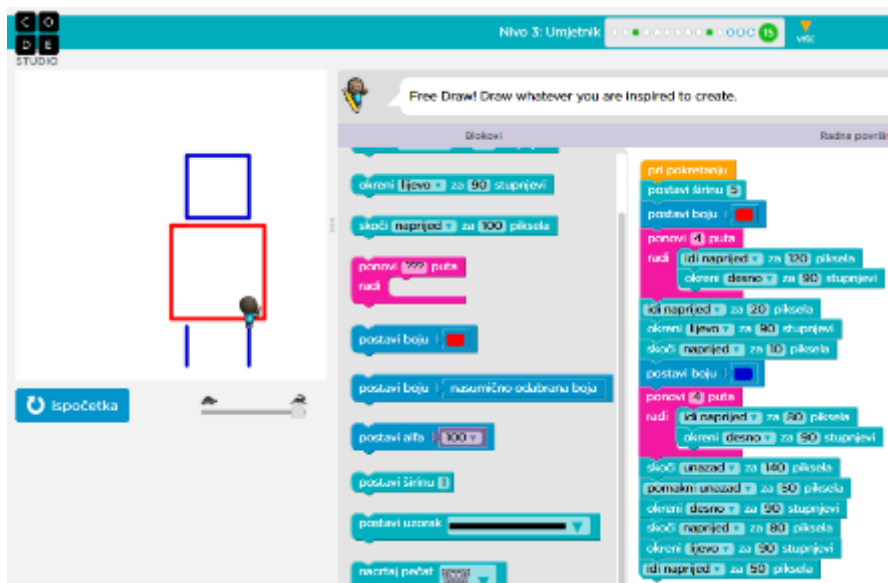 C O
D E
STUDIO
Nivo 3: Umjetnik
15
VIŠE
Free Draw! Draw whatever you are inspired to create.
Blokovi
Radna površin
okreni lijevo za 90 stupnjevi
skoči naprijed za 100 piksela
ponovi ??? puta
radi
postavi boju
postavi boju nasumično odabrana boja
postavi alfa 100
postavi širinu 1
postavi uzorak
nacrtaj pečat
Ispočetka
pri pokretanju
postavi širinu 5
postavi boju
ponovi 4 puta
radi idi naprijed za 120 piksela
okreni desno za 90 stupnjevi
idi naprijed za 20 piksela
okreni lijevo za 90 stupnjevi
skoči naprijed za 10 piksela
postavi boju
ponovi 4 puta
radi idi naprijed za 80 piksela
okreni desno za 90 stupnjevi
skoči unazad za 140 piksela
pomakni unazad za 50 piksela
okreni desno za 90 stupnjevi
skoči naprijed za 80 piksela
okreni lijevo za 90 stupnjevi
idi naprijed za 50 piksela